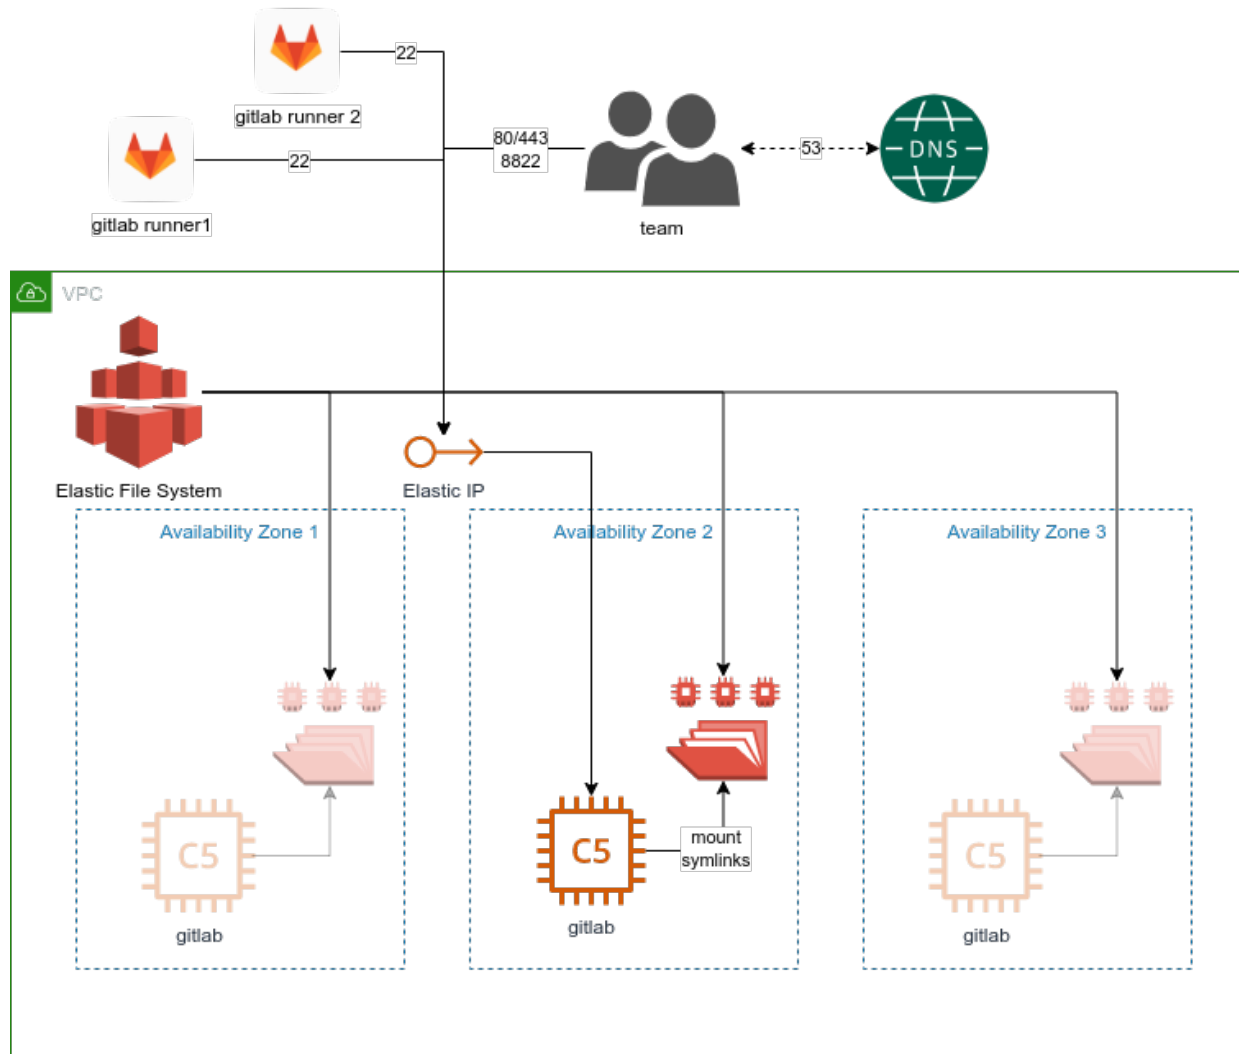 22
gitlab runner 2
22
gitlab runner1
80/443
8822
team
53
DNS
VPC
Elastic File System
Elastic IP
Availability Zone 1
Availability Zone 2
Availability Zone 3
C5
gitlab
C5
gitlab
mount
symlinks
C5
gitlab